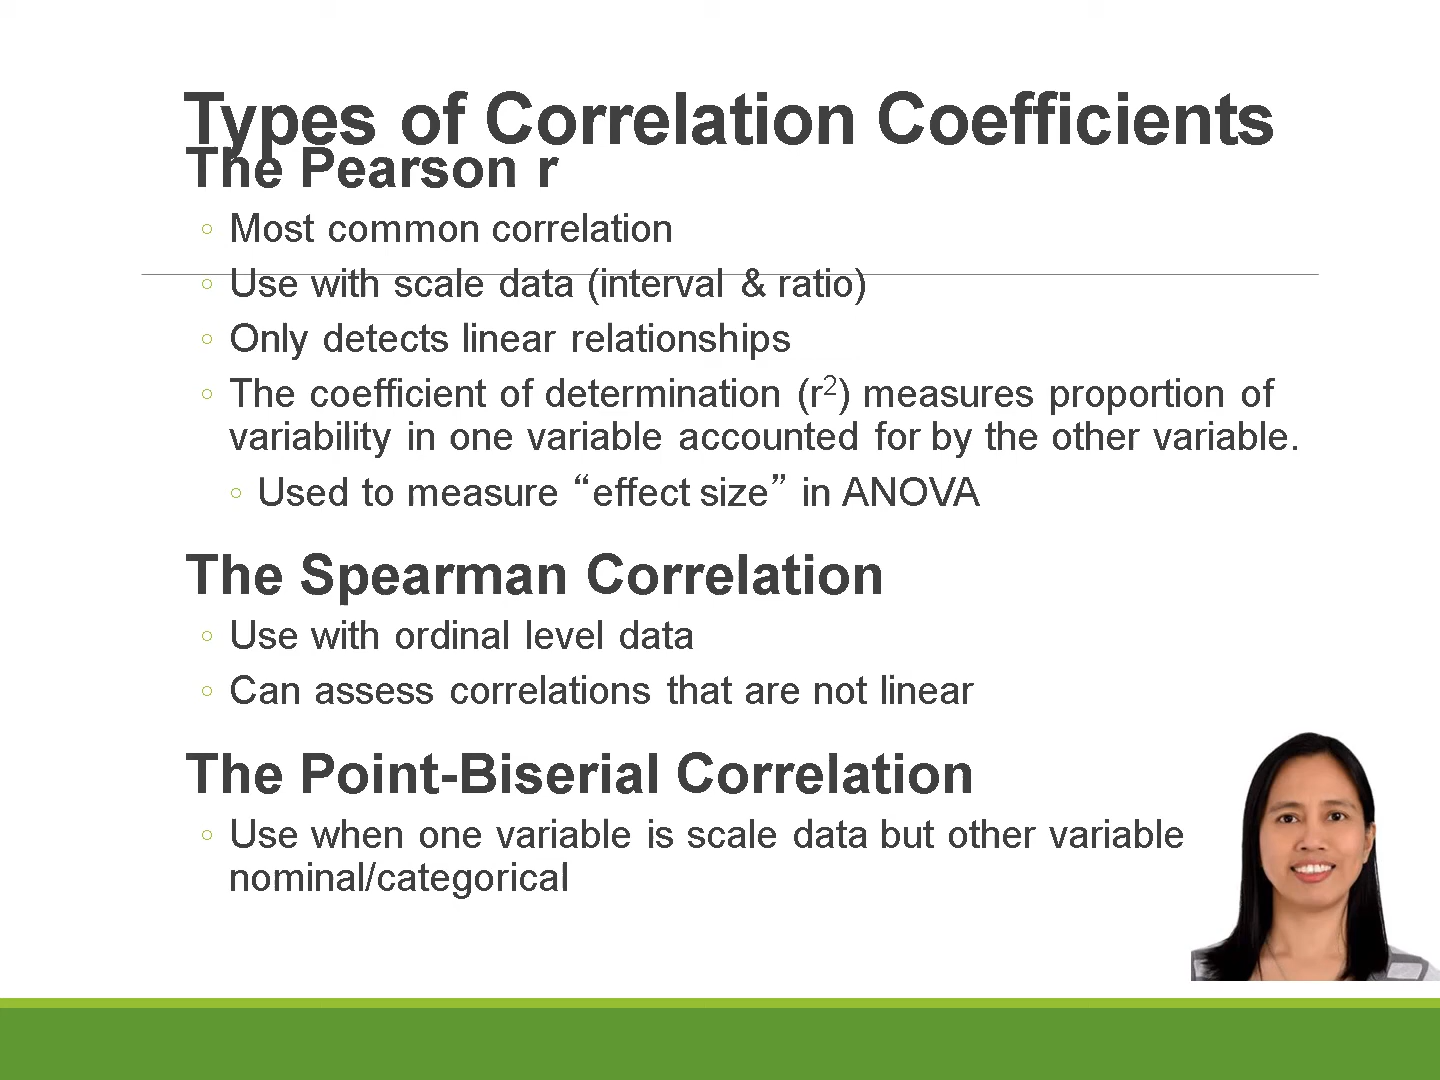 Types of Correlation Coefficients
The Pearson r
◦ Most common correlation
◦ Use with scale data (interval & ratio)
◦ Only detects linear relationships
◦ The coefficient of determination (r²) measures proportion of
variability in one variable accounted for by the other variable.
◦ Used to measure “effect size” in ANOVA
The Spearman Correlation
◦ Use with ordinal level data
◦ Can assess correlations that are not linear
The Point-Biserial Correlation
◦ Use when one variable is scale data but other variable
nominal/categorical